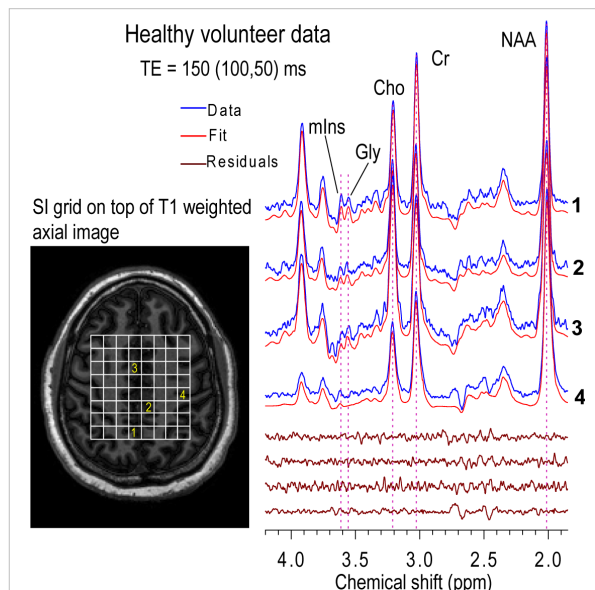 Healthy volunteer data
TE = 150 (100,50) ms
Data
Fit
Residuals
mIns
Gly
Cho
Cr
NAA
1
2
3
4
SI grid on top of T1 weighted
axial image
3
4
2
1
4.0 3.5 3.0 2.5 2.0
Chemical shift (ppm)